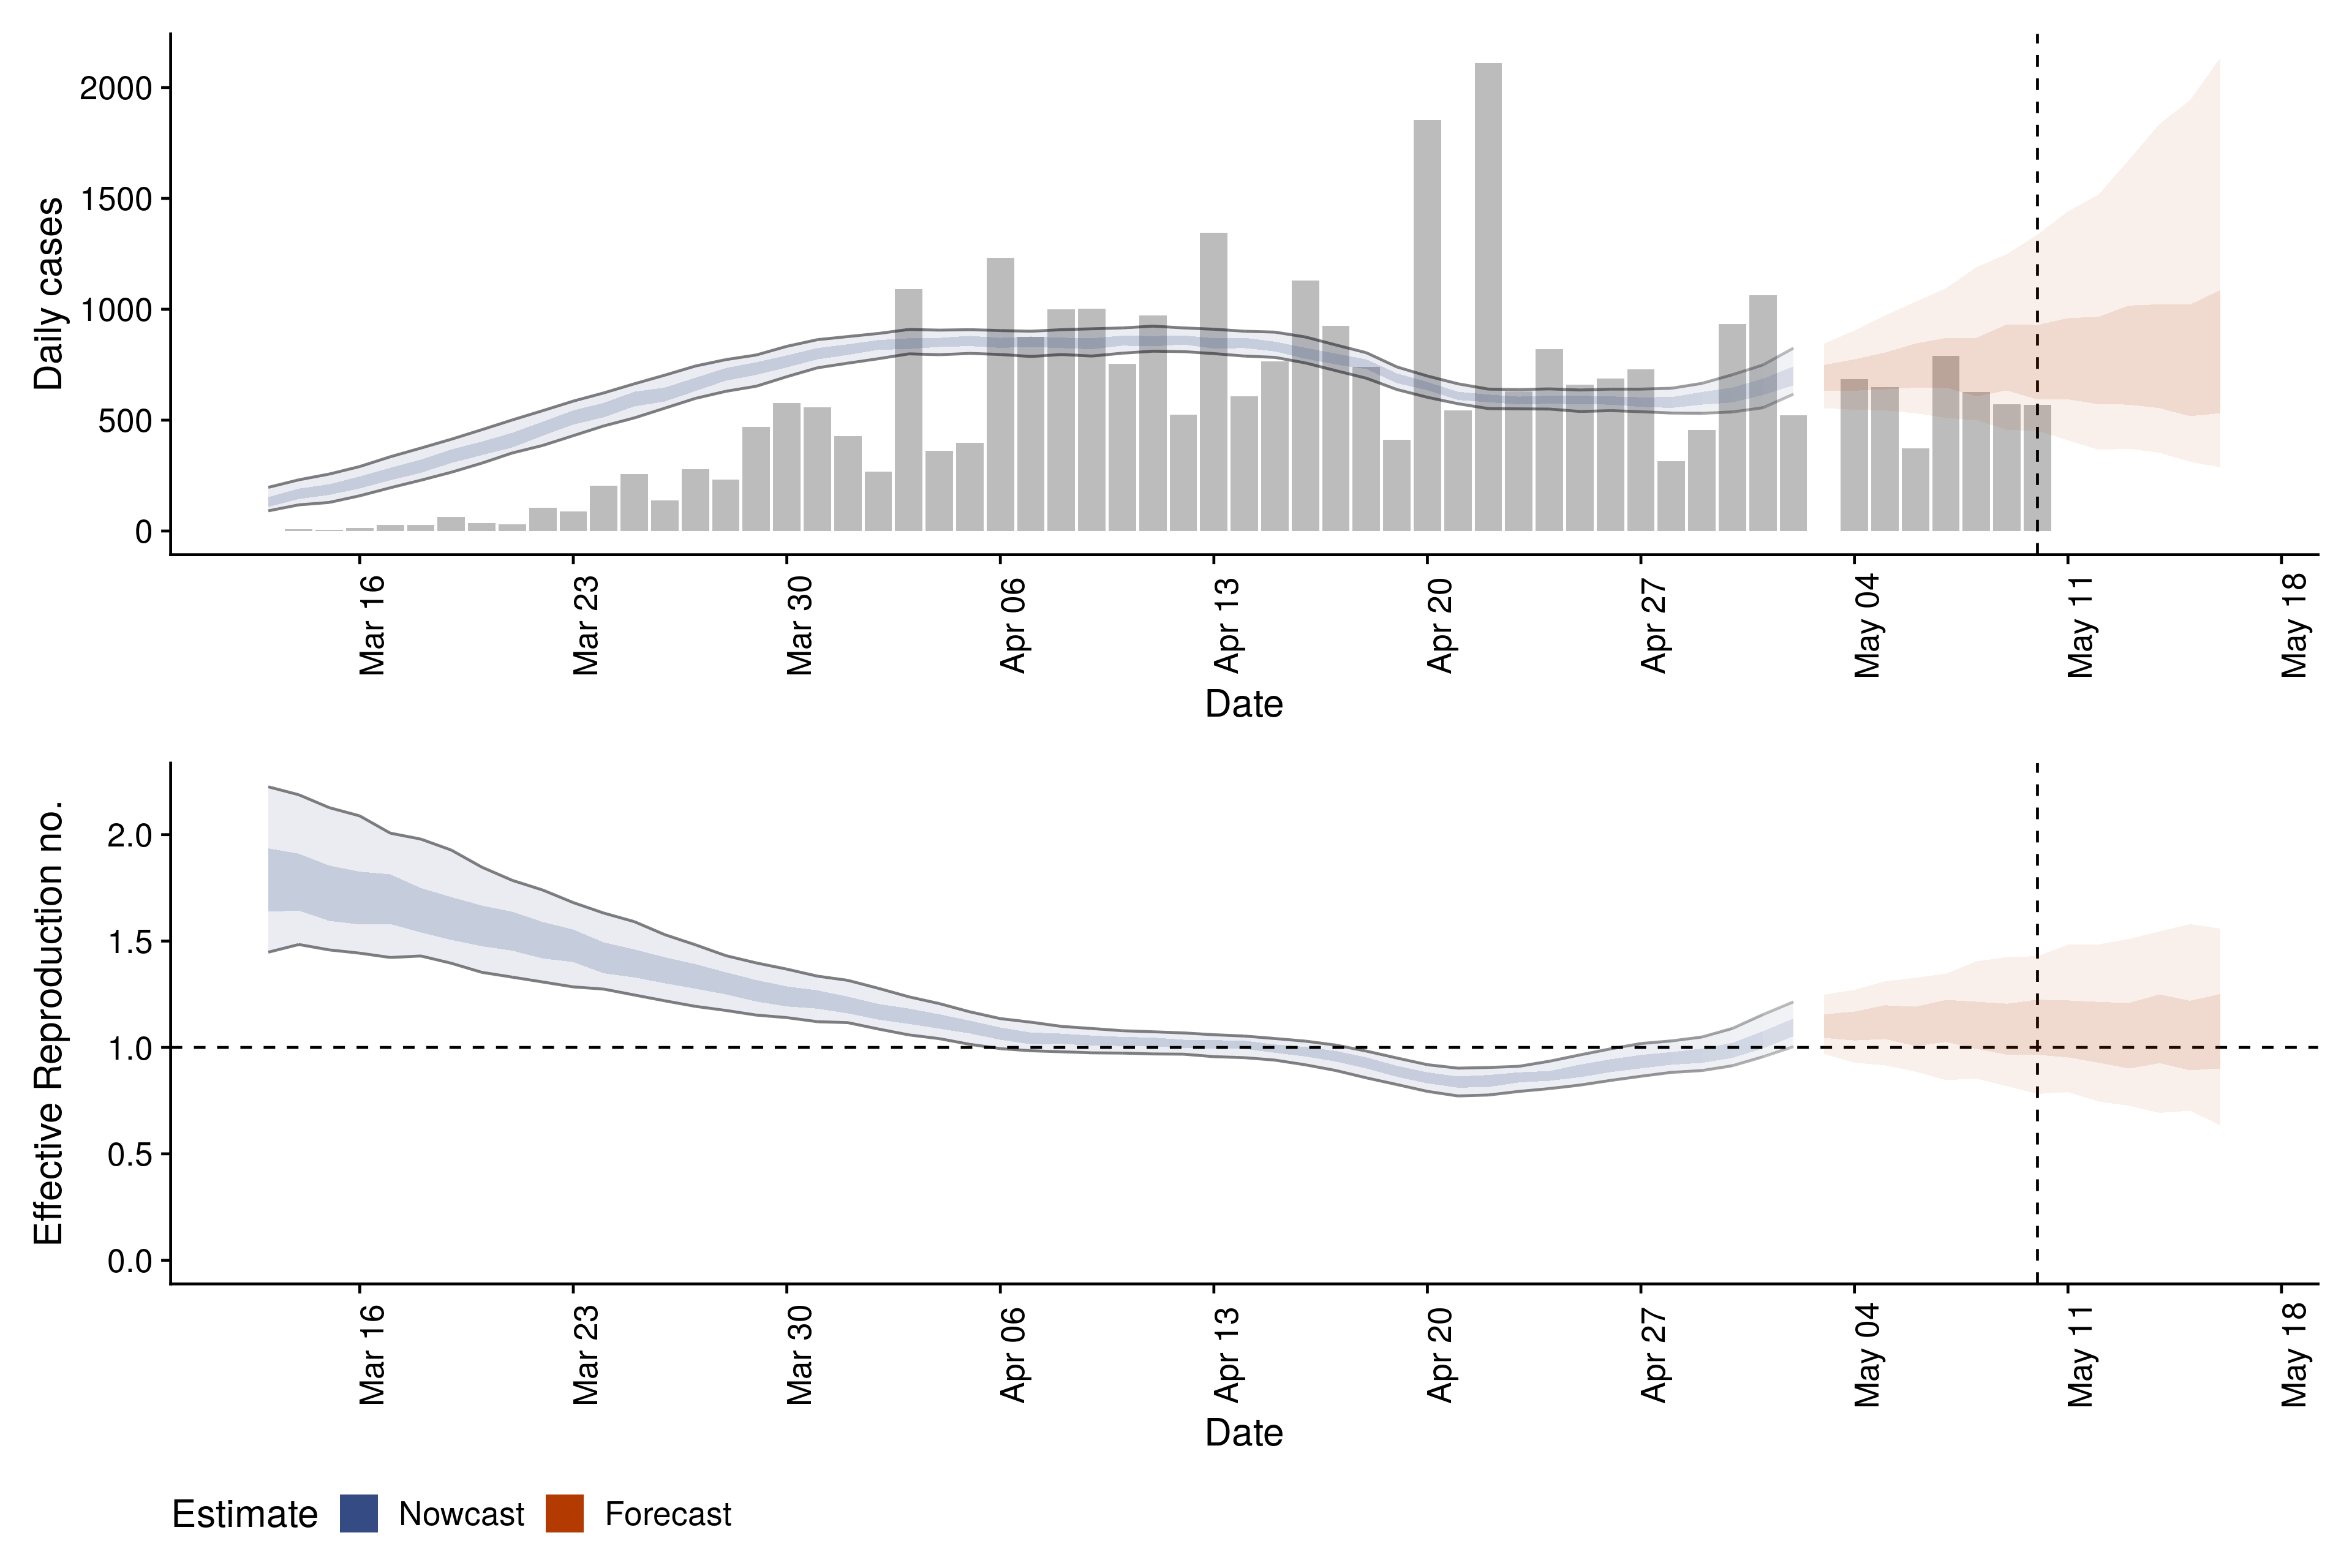 Daily cases
2000
1500
1000
500
0
Mar 16
Mar 23
Mar 30
Apr 06
Apr 13
Apr 20
Apr 27
May 04
May 11
May 18
Date
Effective Reproduction no.
2.0
1.5
1.0
0.5
0.0
Mar 16
Mar 23
Mar 30
Apr 06
Apr 13
Apr 20
Apr 27
May 04
May 11
May 18
Date
Estimate Nowcast Forecast